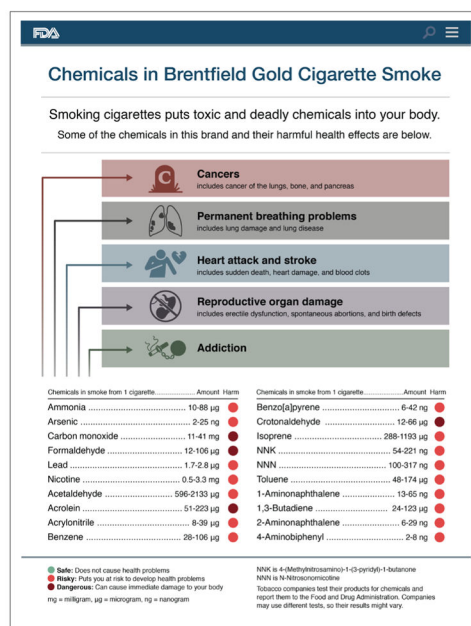 FDA
Chemicals in Brentfield Gold Cigarette Smoke
Smoking cigarettes puts toxic and deadly chemicals into your body.
Some of the chemicals in this brand and their harmful health effects are below.
C
Cancers
includes cancer of the lungs, bone, and pancreas
Permanent breathing problems
includes lung damage and lung disease
Heart attack and stroke
includes sudden death, heart damage, and blood clots
Reproductive organ damage
includes erectile dysfunction, spontaneous abortions, and birth defects
Addiction
Chemicals in smoke from 1 cigarette.................. Amount Harm
Ammonia .................................. 10-88 µg
Arsenic .................................. 2-25 ng
Carbon monoxide .................................. 11-41 mg
Formaldehyde .................................. 12-106 µg
Lead .................................. 1.7-2.8 µg
Nicotine .................................. 0.5-3.3 mg
Acetaldehyde .................................. 596-2133 µg
Acrolein .................................. 51-223 µg
Acrylonitrile .................................. 8-39 µg
Benzene .................................. 28-106 µg
Chemicals in smoke from 1 cigarette.................. Amount Harm
Benzo[a]pyrene .................................. 6-42 ng
Crotonaldehyde .................................. 12-66 µg
Isoprene .................................. 288-1193 µg
NNK .................................. 54-221 ng
NNN .................................. 100-317 ng
Toluene .................................. 48-174 µg
1-Aminonaphthalene .................................. 13-65 ng
1,3-Butadiene .................................. 24-123 µg
2-Aminonaphthalene .................................. 6-29 ng
4-Aminobiphenyl .................................. 2-8 ng
Safe: Does not cause health problems
Risky: Puts you at risk to develop health problems
Dangerous: Can cause immediate damage to your body
mg = milligram, µg = microgram, ng = nanogram
NNK is 4-(Methylnitrosamino)-1-(3-pyridyl)-1-butanone
NNN is N-Nitrosonornicotine
Tobacco companies test their products for chemicals and
report them to the Food and Drug Administration. Companies
may use different tests, so their results might vary.